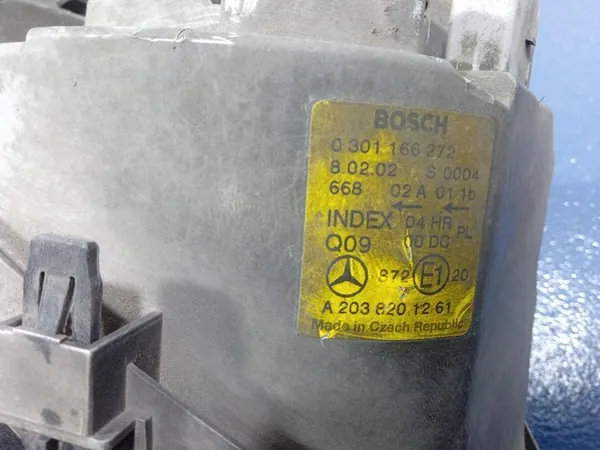 BOSCH
0 301 166 272
8.02.02 S 0004
668 02 A 01 1b
INDEX 04 HR
Q09 00 DC PL
872 E1 20
A 203 820 12 61
Made in Czech Republic